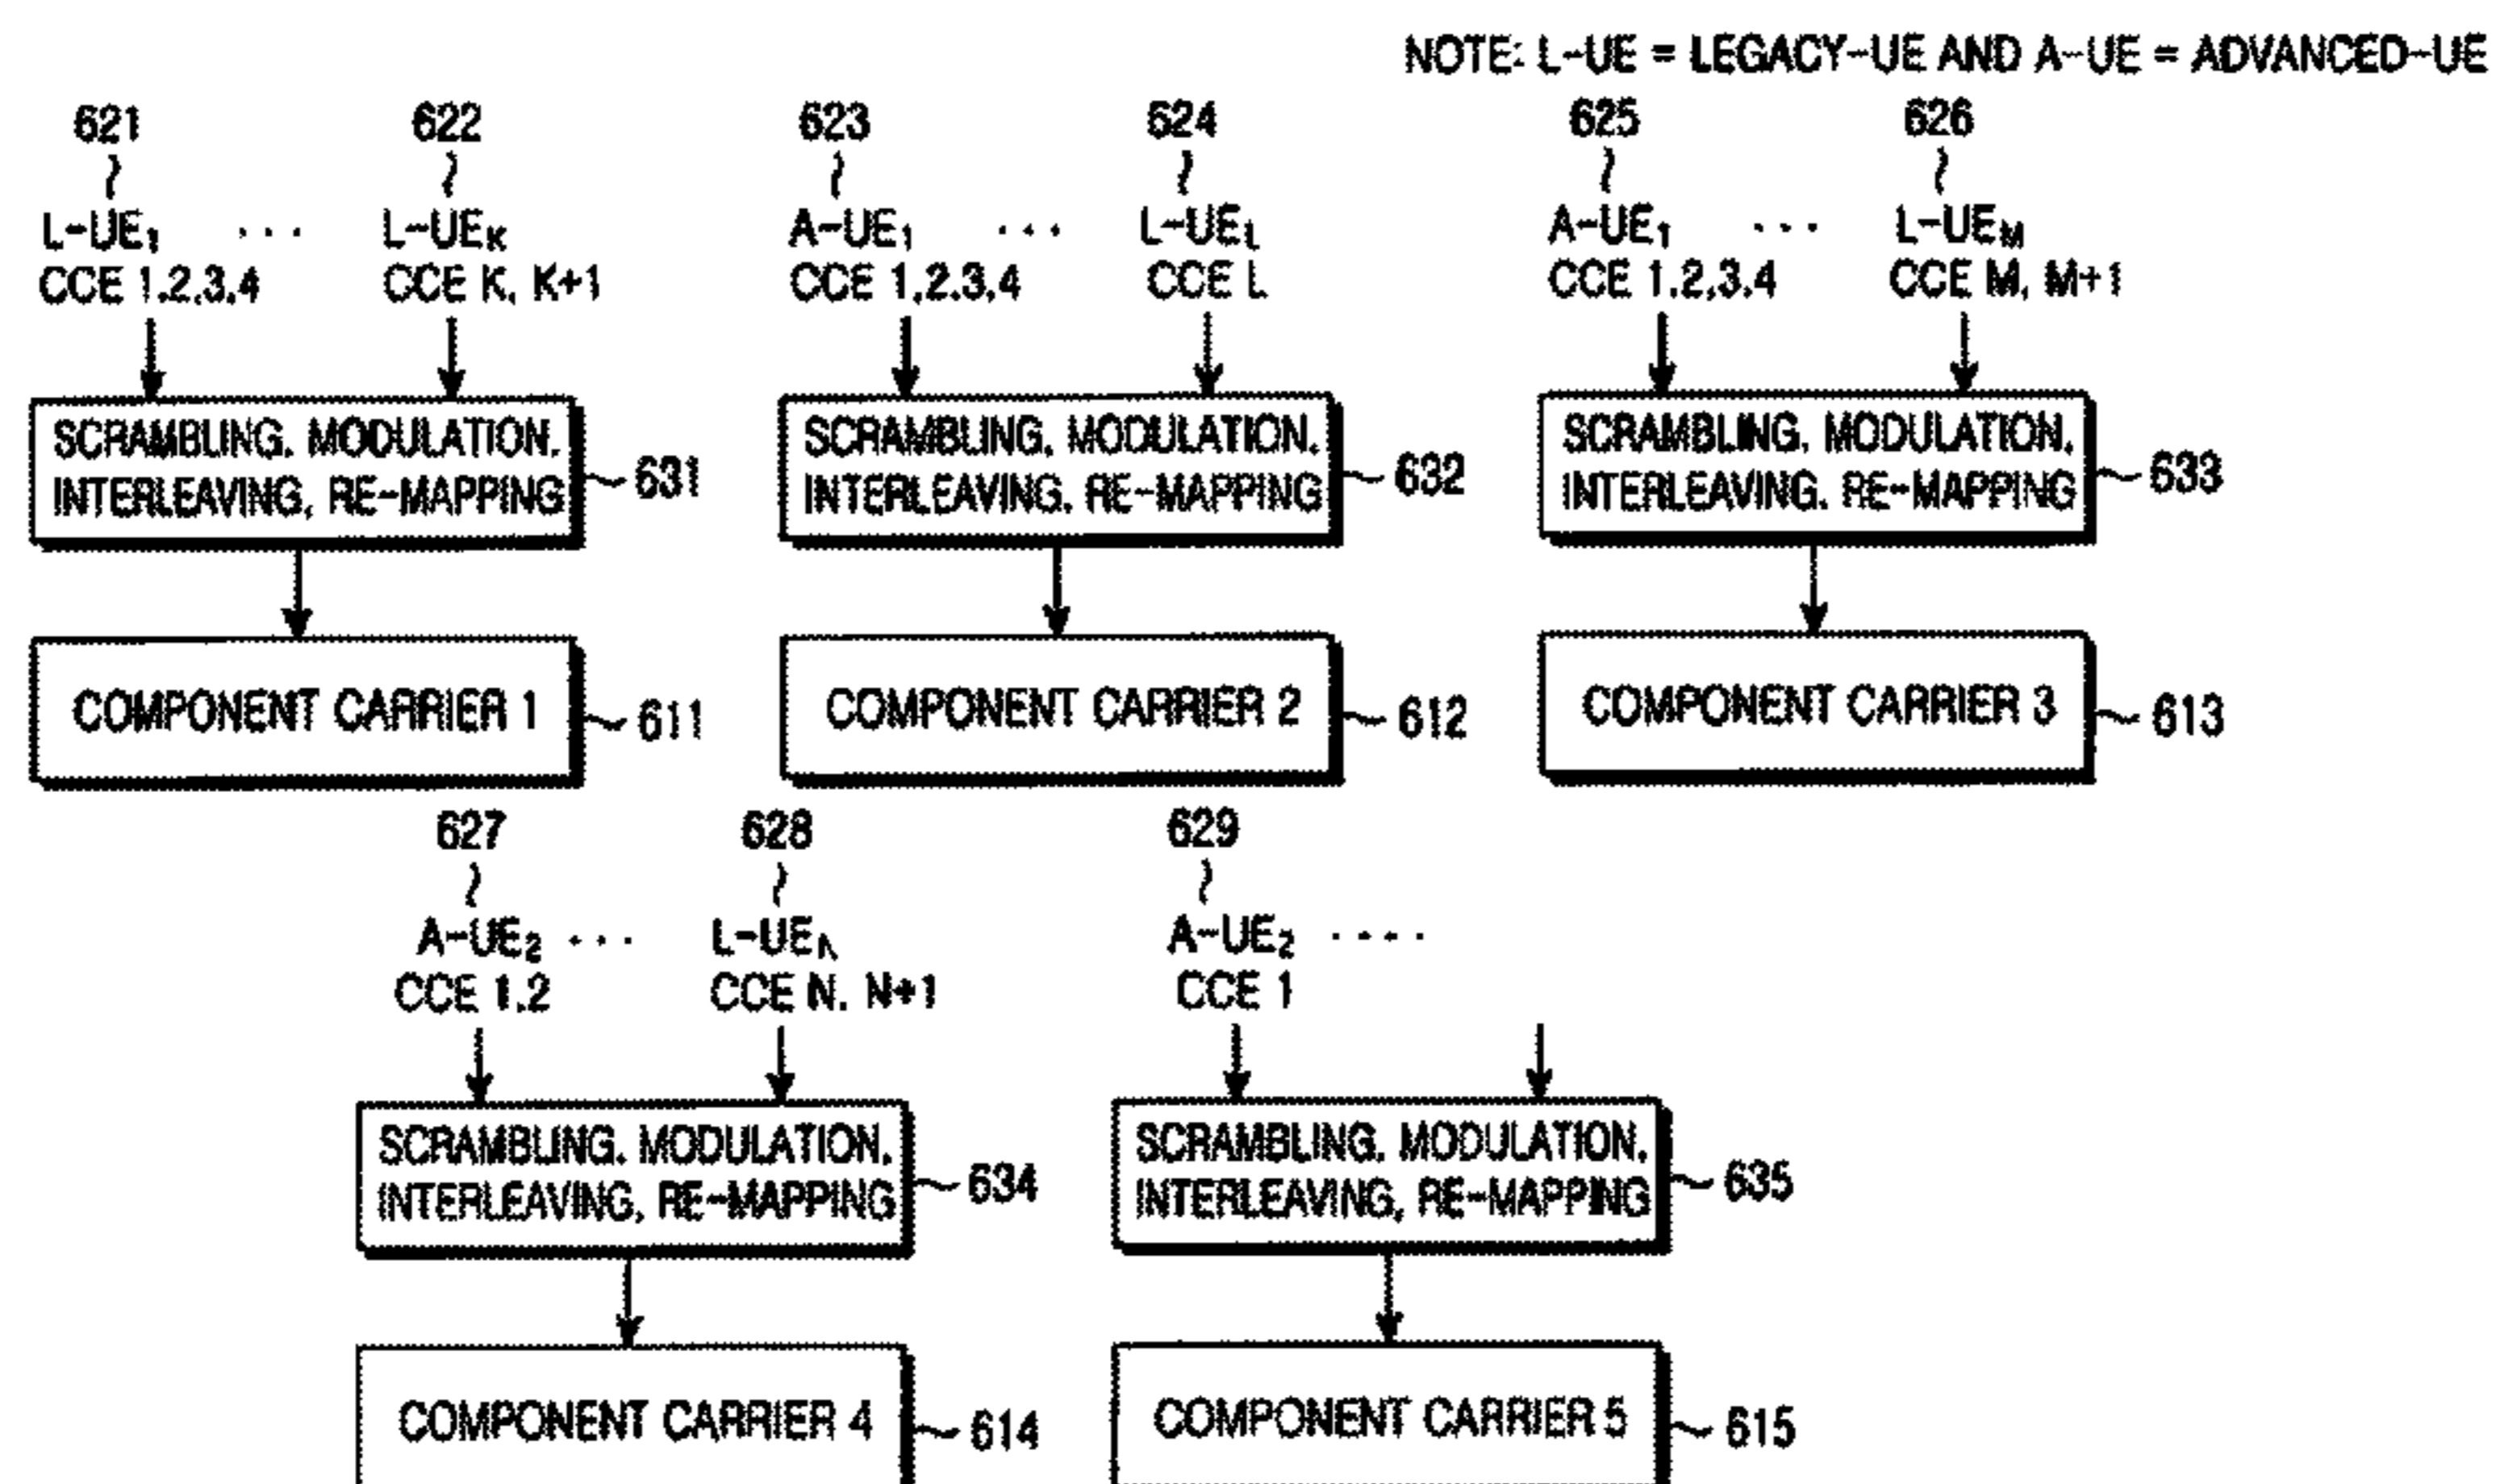 NOTE: L-UE = LEGACY-UE AND A-UE = ADVANCED-UE
621 622 623 624 625 626
L-UE1 ... L-UEK A-UE1 ... L-UEL A-UE1 ... L-UEM
CCE 1.2,3,4 CCE K, K+1 CCE 1,2.3,4 CCE L CCE 1.2,3.4 CCE M, M+1
SCRAMBLING. MODULATION.
INTERLEAVING, RE-MAPPING
631
SCRAMBLING, MODULATION.
INTERLEAVING. RE-MAPPING
632
SCRAMBLING, MODULATION.
INTERLEAVING. RE-MAPPING
633
COMPONENT CARRIER 1
611
COMPONENT CARRIER 2
612
COMPONENT CARRIER 3
613
627 628 629
A-UE2 ... L-UE A-UE2 ....
CCE 1.2 CCE N. N+1 CCE 1
SCRAMBLING. MODULATION.
INTERLEAVING, RE-MAPPING
634
SCRAMBLING. MODULATION.
INTERLEAVING, RE-MAPPING
635
COMPONENT CARRIER 4
614
COMPONENT CARRIER 5
615